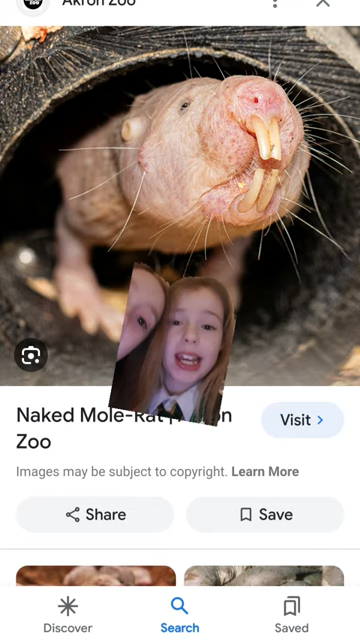 Akron Zoo
Naked Mole-Rat | on
Zoo
Visit >
Images may be subject to copyright. Learn More
Share
Save
Discover
Search
Saved